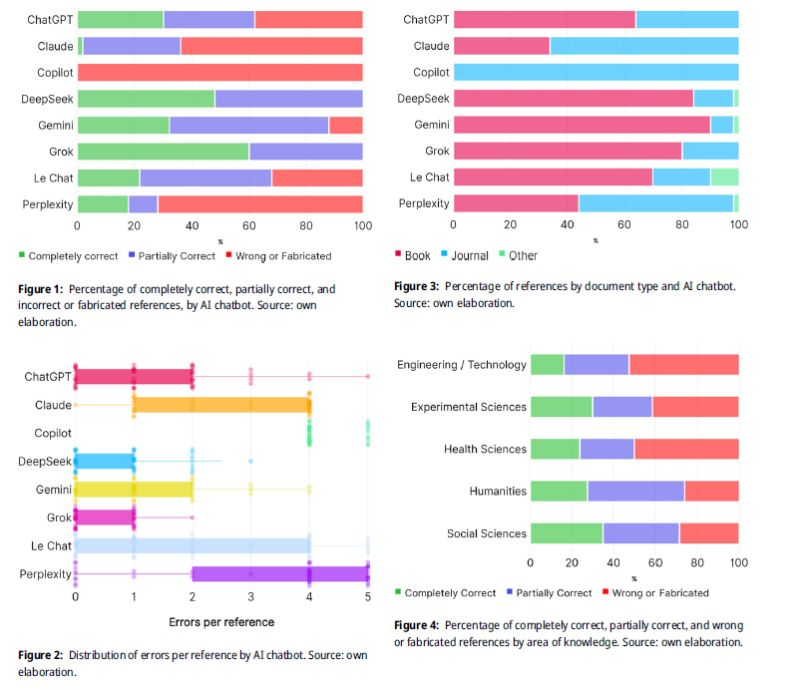 ChatGPT
Claude
Copilot
DeepSeek
Gemini
Grok
Le Chat
Perplexity
0 20 40 60 80 100
%
Completely correct Partially Correct Wrong or Fabricated
Figure 1: Percentage of completely correct, partially correct, and
incorrect or fabricated references, by AI chatbot. Source: own
elaboration.
ChatGPT
Claude
Copilot
DeepSeek
Gemini
Grok
Le Chat
Perplexity
0 20 40 60 80 100
%
Book Journal Other
Figure 3: Percentage of references by document type and AI chatbot.
Source: own elaboration.
ChatGPT
Claude
Copilot
DeepSeek
Gemini
Grok
Le Chat
Perplexity
0 1 2 3 4 5
Errors per reference
Figure 2: Distribution of errors per reference by AI chatbot. Source: own
elaboration.
Engineering / Technology
Experimental Sciences
Health Sciences
Humanities
Social Sciences
0 20 40 60 80 100
%
Completely Correct Partially Correct Wrong or Fabricated
Figure 4: Percentage of completely correct, partially correct, and wrong
or fabricated references by area of knowledge. Source: own elaboration.